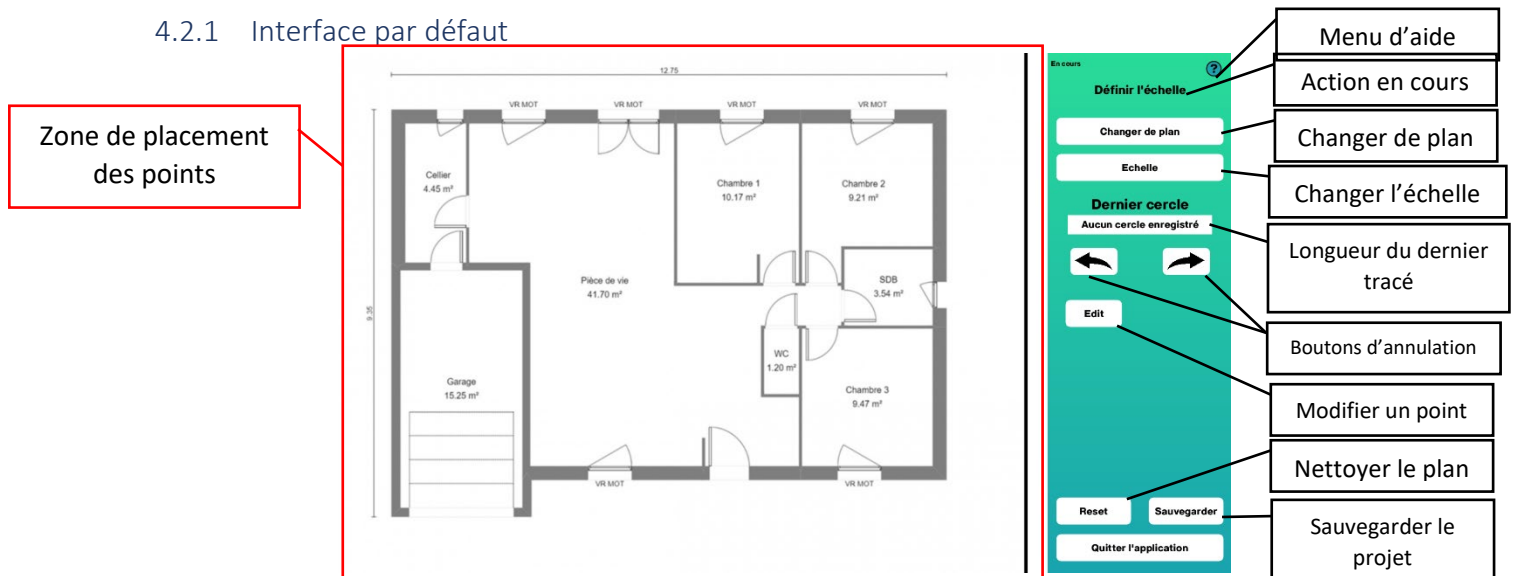 4.2.1 Interface par défaut
Zone de placement
des points
12.75
9.35
VR MOT
VR MOT
VR MOT
VR MOT
Cellier
4.45 m²
Chambre 1
10.17 m²
Chambre 2
9.21 m²
Pièce de vie
41.70 m²
SDB
3.54 m²
WC
1.20 m²
Garage
15.25 m²
Chambre 3
9.47 m²
VR MOT
VR MOT
En cours
?
Définir l'échelle
Changer de plan
Echelle
Dernier cercle
Aucun cercle enregistré
Edit
Reset
Sauvegarder
Quitter l'application
Menu d'aide
Action en cours
Changer de plan
Changer l'échelle
Longueur du dernier
tracé
Boutons d'annulation
Modifier un point
Nettoyer le plan
Sauvegarder le
projet